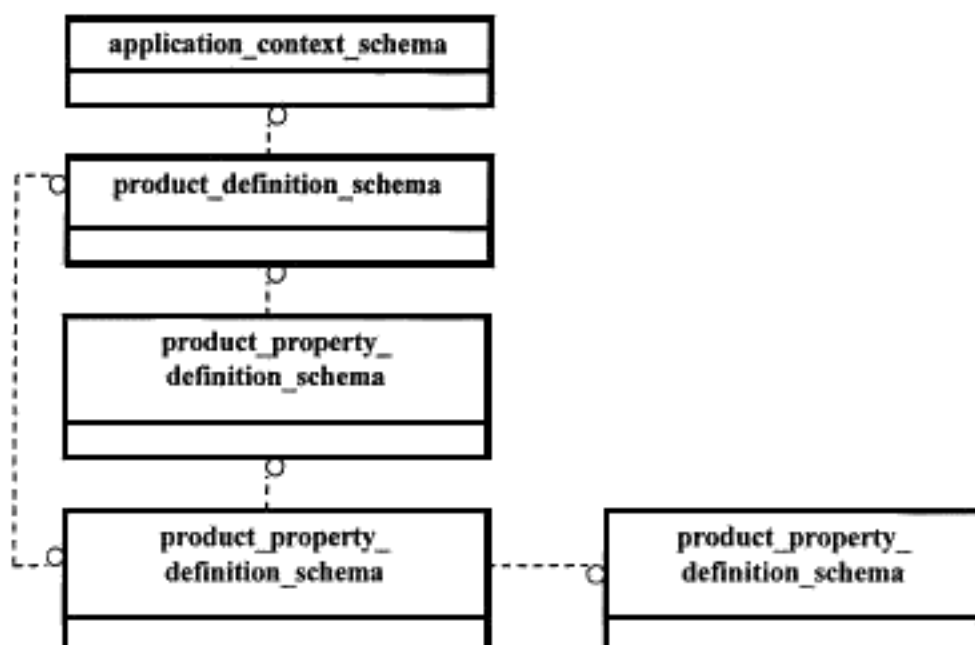 application_context_schema
product_definition_schema
product_property_
definition_schema
product_property_
definition_schema
product_property_
definition_schema